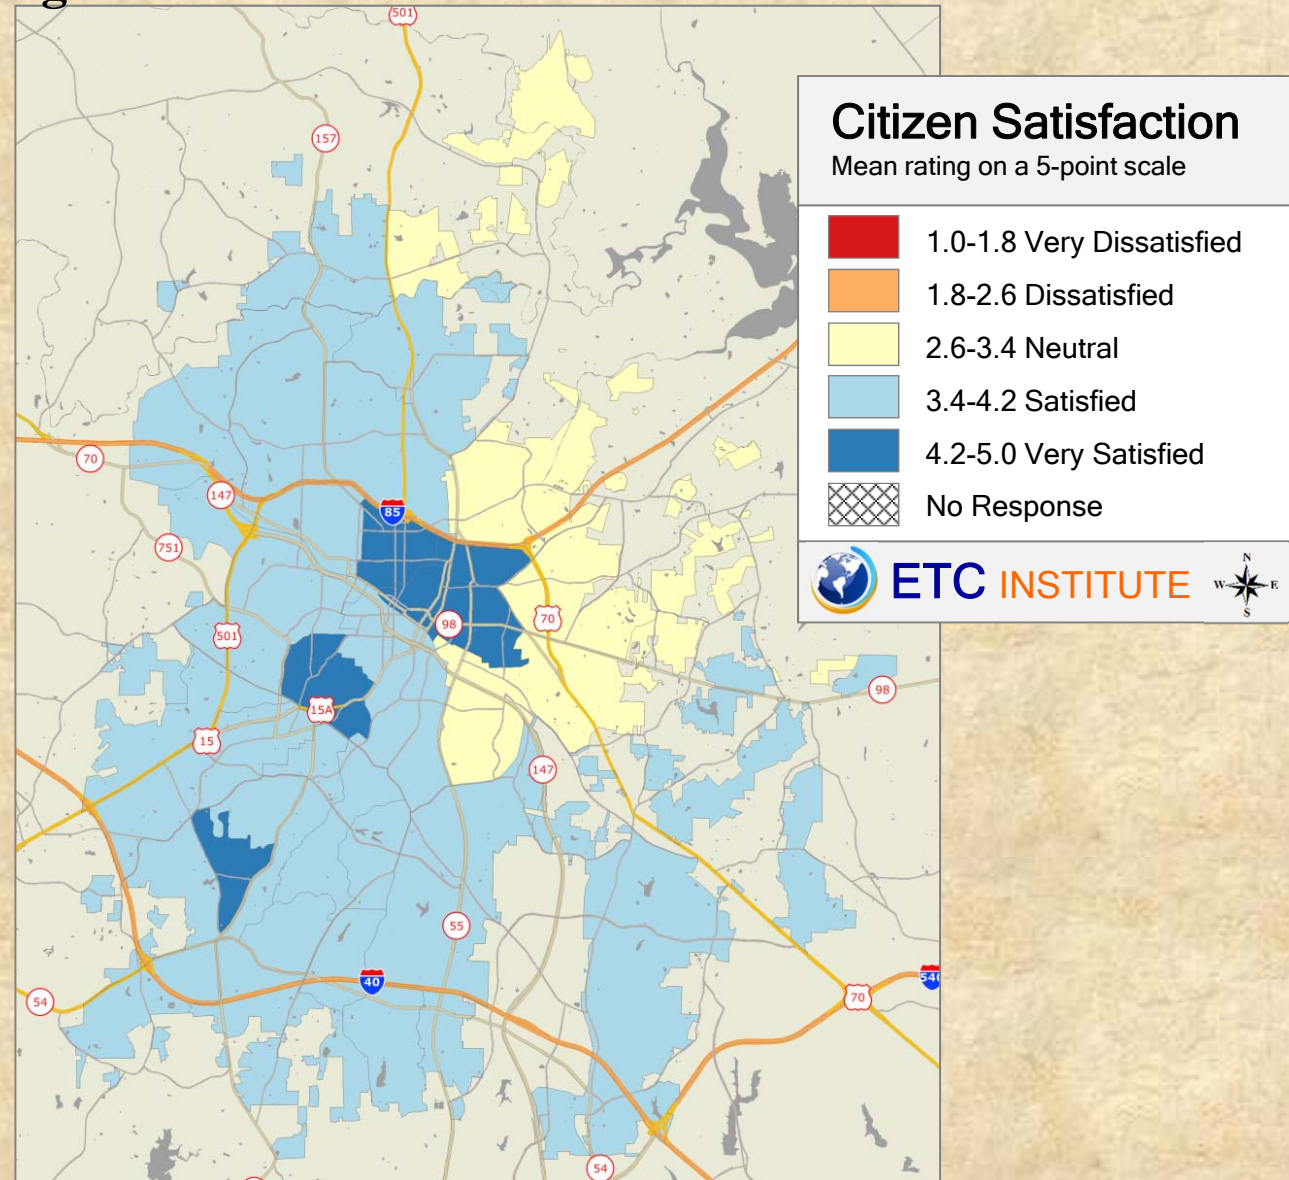 501
157
Citizen Satisfaction
Mean rating on a 5-point scale
1.0-1.8 Very Dissatisfied
1.8-2.6 Dissatisfied
2.6-3.4 Neutral
3.4-4.2 Satisfied
4.2-5.0 Very Satisfied
No Response
ETC INSTITUTE
N
W E
S
70
147
85
751
501
98
70
15A
98
15
147
55
40
540
54
70
54